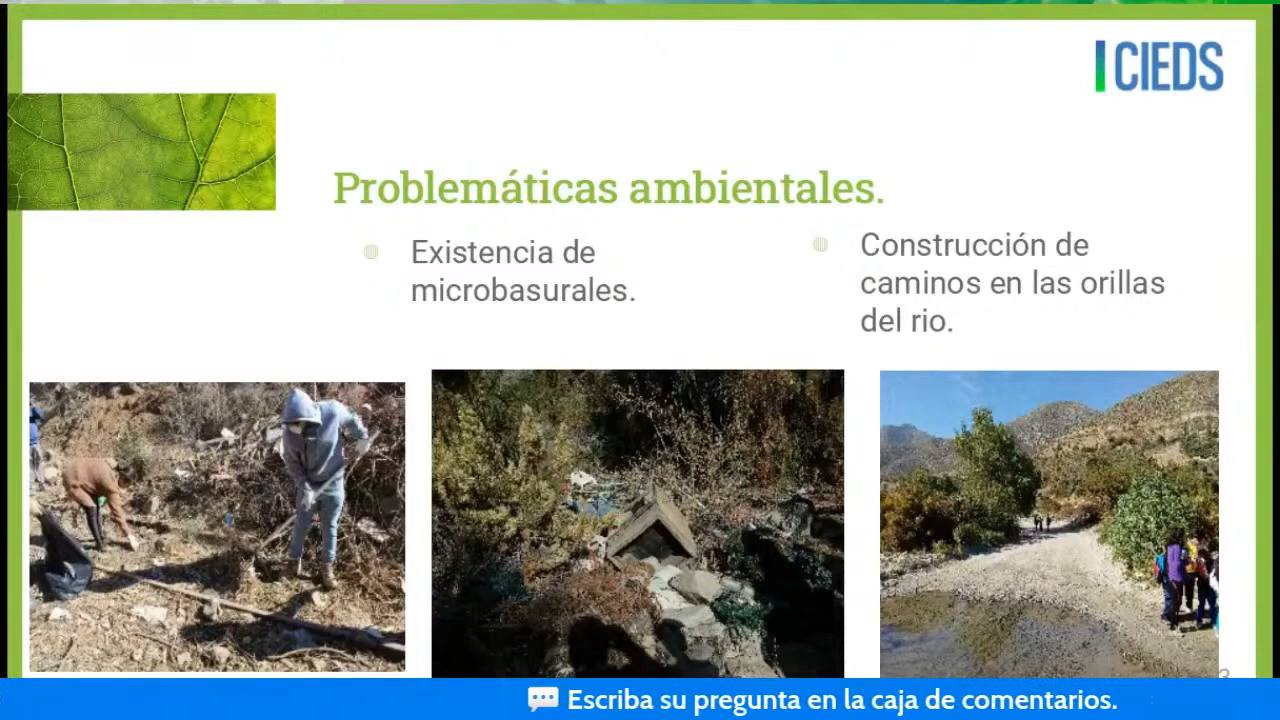 CIEDS
Problemáticas ambientales.
Existencia de
microbasurales.
Construcción de
caminos en las orillas
del rio.
Escriba su pregunta en la caja de comentarios.